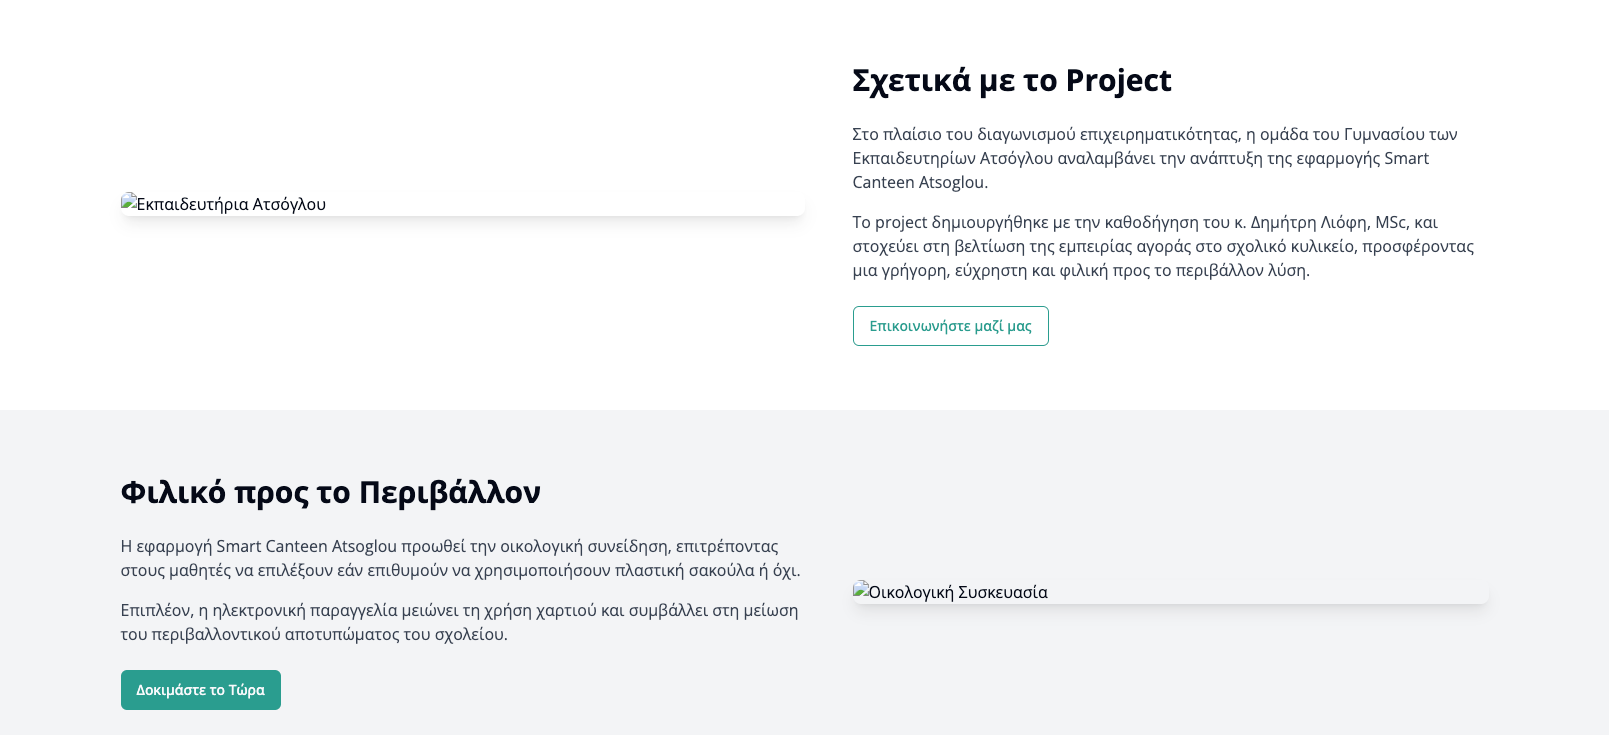 Εκπαιδευτήρια Ατσόγλου
Σχετικά με το Project
Στο πλαίσιο του διαγωνισμού επιχειρηματικότητας, η ομάδα του Γυμνασίου των
Εκπαιδευτηρίων Ατσόγλου αναλαμβάνει την ανάπτυξη της εφαρμογής Smart
Canteen Atsoglou.
Το project δημιουργήθηκε με την καθοδήγηση του κ. Δημήτρη Λιόφη, MSc, και
στοχεύει στη βελτίωση της εμπειρίας αγοράς στο σχολικό κυλικείο, προσφέροντας
μια γρήγορη, εύχρηστη και φιλική προς το περιβάλλον λύση.
Επικοινωνήστε μαζί μας
Φιλικό προς το Περιβάλλον
Η εφαρμογή Smart Canteen Atsoglou προωθεί την οικολογική συνείδηση, επιτρέποντας
στους μαθητές να επιλέξουν εάν επιθυμούν να χρησιμοποιήσουν πλαστική σακούλα ή όχι.
Επιπλέον, η ηλεκτρονική παραγγελία μειώνει τη χρήση χαρτιού και συμβάλλει στη μείωση
του περιβαλλοντικού αποτυπώματος του σχολείου.
Δοκιμάστε το Τώρα
Οικολογική Συσκευασία